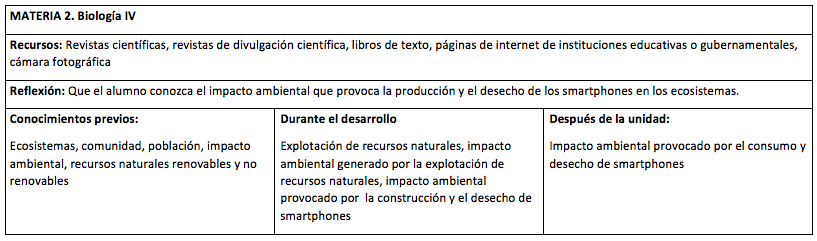 MATERIA 2. Biología IV
Recursos: Revistas científicas, revistas de divulgación científica, libros de texto, páginas de internet de instituciones educativas o gubernamentales,
cámara fotográfica
Reflexión: Que el alumno conozca el impacto ambiental que provoca la producción y el desecho de los smartphones en los ecosistemas.
Conocimientos previos:
Ecosistemas, comunidad, población, impacto
ambiental, recursos naturales renovables y no
renovables
Durante el desarrollo
Explotación de recursos naturales, impacto
ambiental generado por la explotación de
recursos naturales, impacto ambiental
provocado por la construcción y el desecho de
smartphones
Después de la unidad:
Impacto ambiental provocado por el consumo y
desecho de smartphones